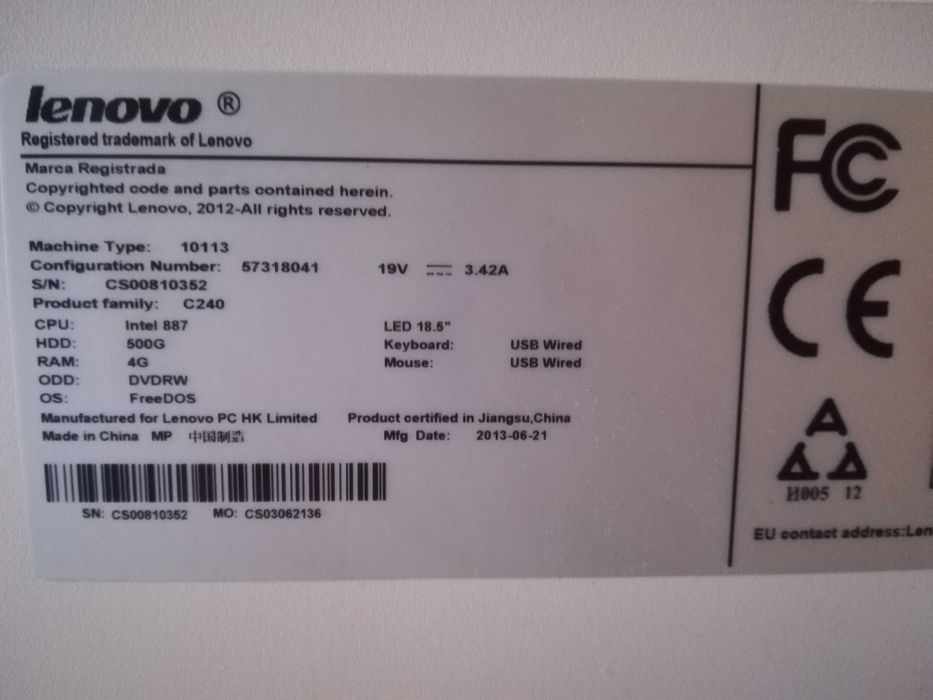 lenovo ®
Registered trademark of Lenovo
Marca Registrada
Copyrighted code and parts contained herein.
© Copyright Lenovo, 2012-All rights reserved.
Machine Type: 10113
Configuration Number: 57318041 19V 3.42A
S/N: CS00810352
Product family: C240
CPU: Intel 887 LED 18.5"
HDD: 500G Keyboard: USB Wired
RAM: 4G Mouse: USB Wired
ODD: DVDRW
OS: FreeDOS
Manufactured for Lenovo PC HK Limited Product certified in Jiangsu,China
Made in China MP 中国制造 Mfg Date: 2013-06-21
SN: CS00810352 MO: CS03062136
FC
CE
И005 12
EU contact address:Len